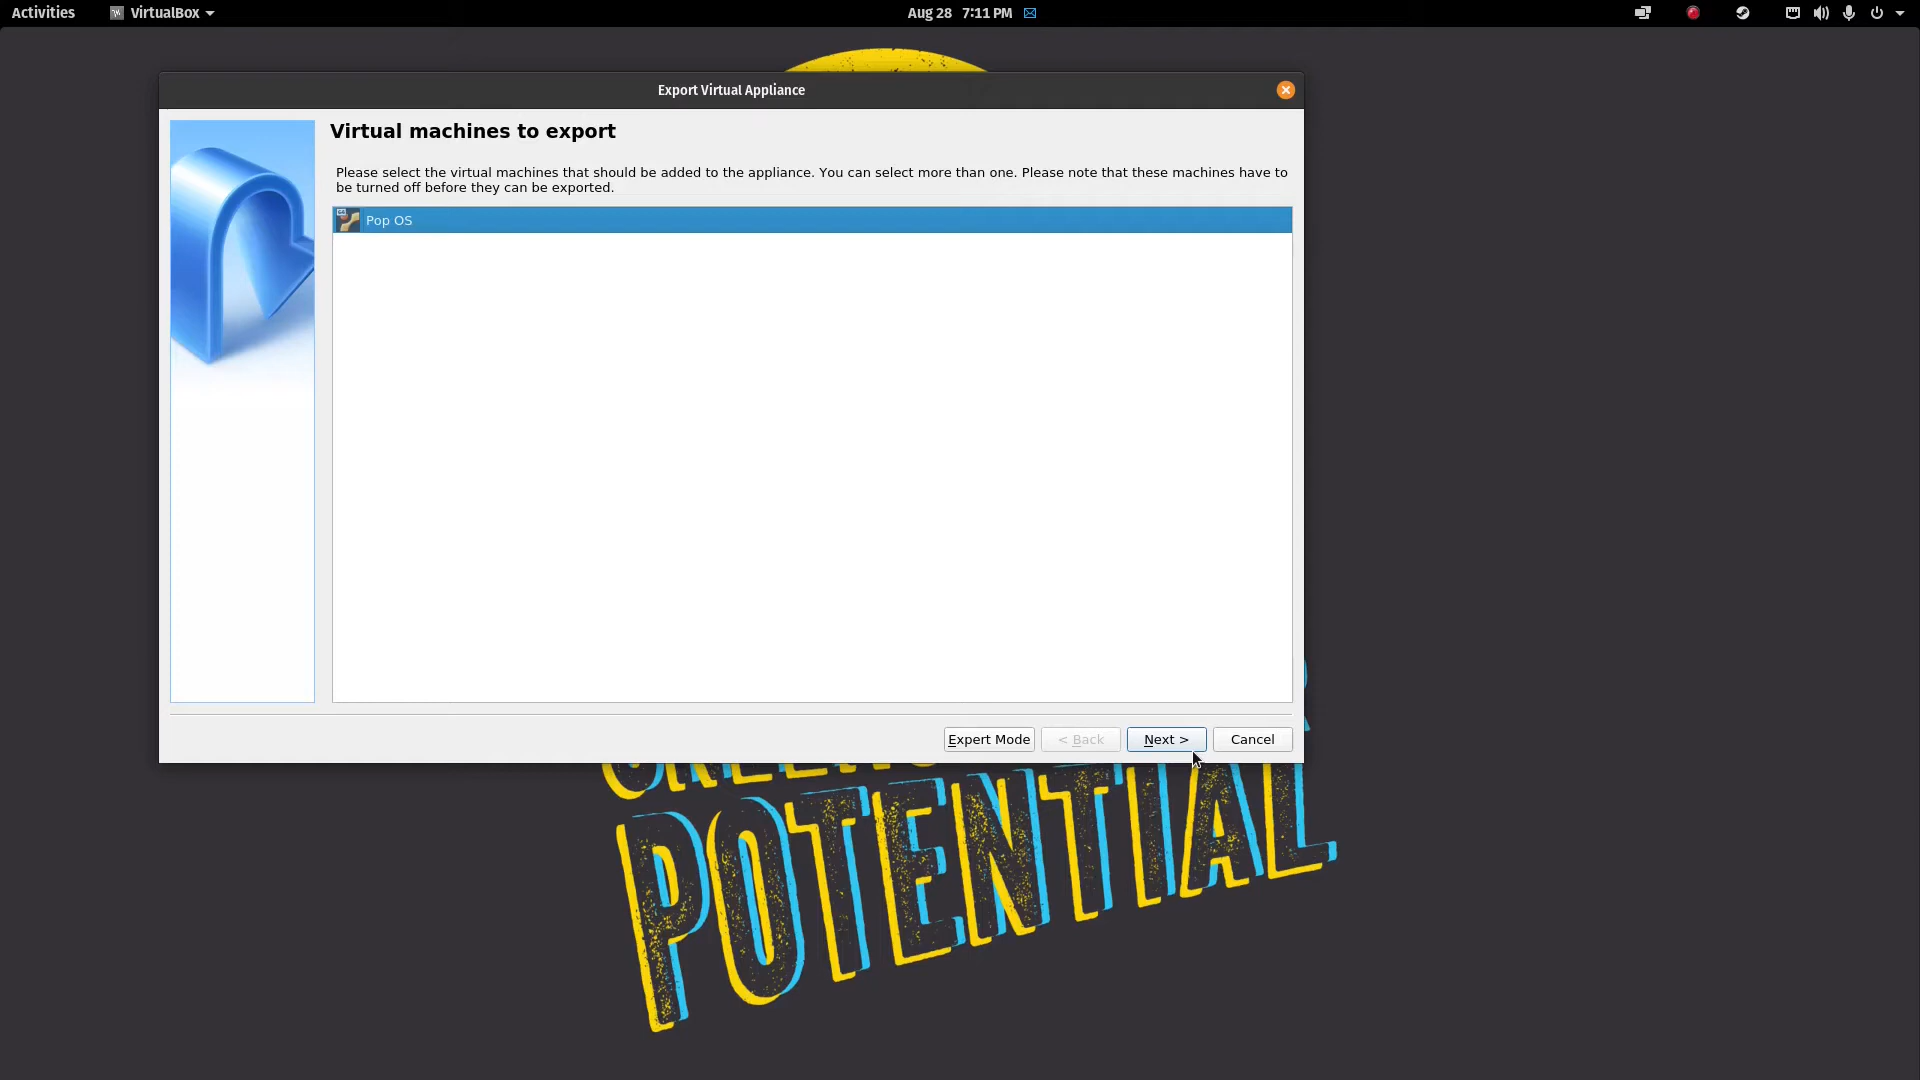 Activities VirtualBox Aug 28 7:11 PM
Export Virtual Appliance
Virtual machines to export
Please select the virtual machines that should be added to the appliance. You can select more than one. Please note that these machines have to
be turned off before they can be exported.
Pop OS
Expert Mode < Back Next > Cancel
POTENTIAL